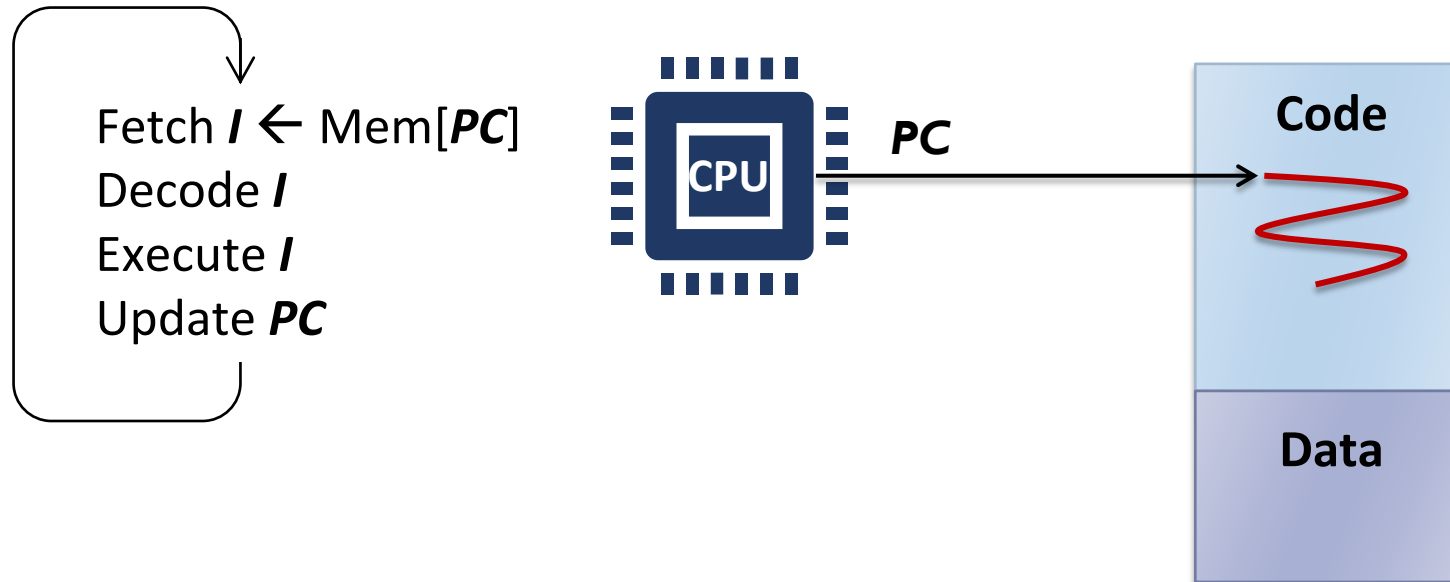 Fetch I ← Mem[PC]
Decode I
Execute I
Update PC
CPU
PC
Code
Data